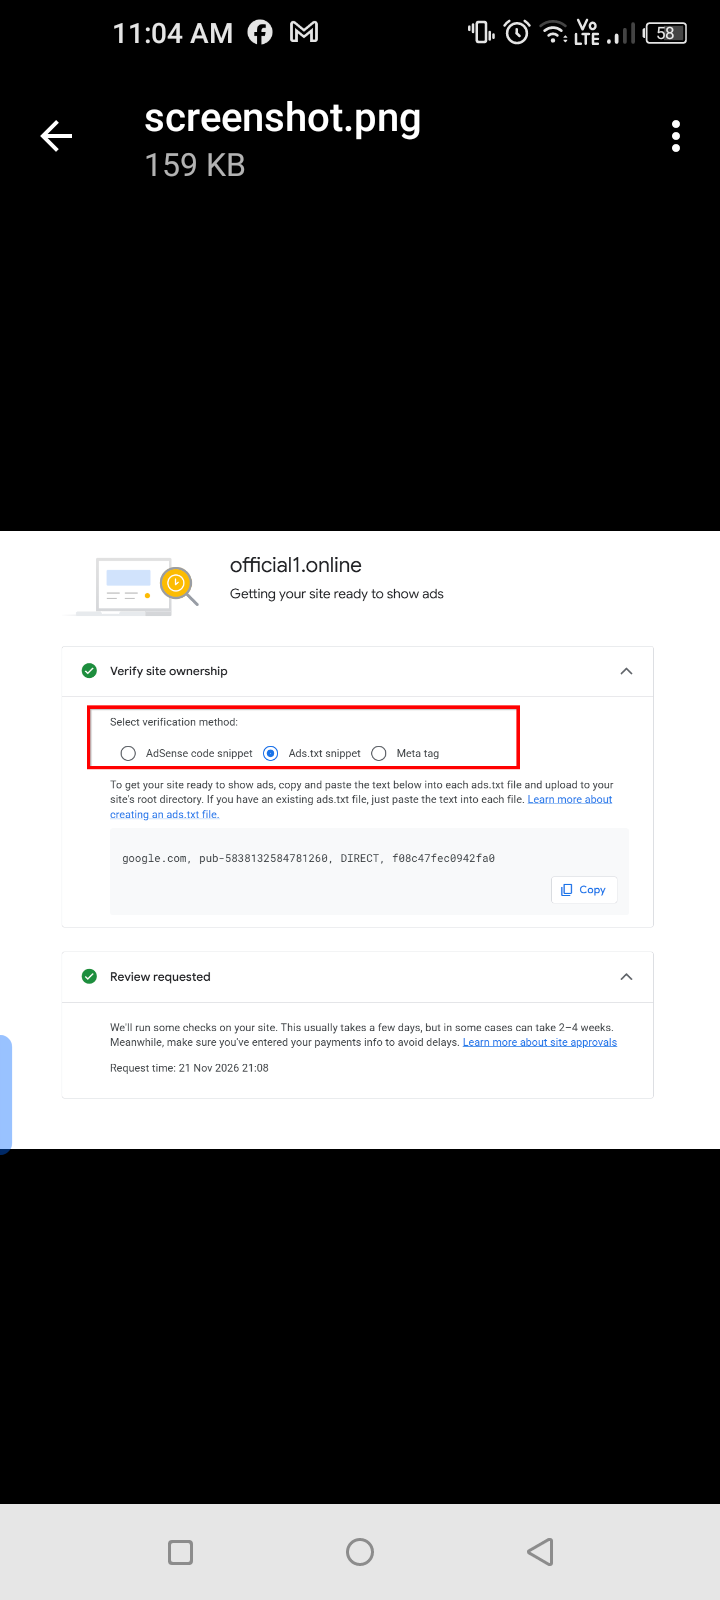 11:04 AM
Vo
LTE
58
screenshot.png
159 KB
official1.online
Getting your site ready to show ads
Verify site ownership
Select verification method:
AdSense code snippet Ads.txt snippet Meta tag
To get your site ready to show ads, copy and paste the text below into each ads.txt file and upload to your
site's root directory. If you have an existing ads.txt file, just paste the text into each file. Learn more about
creating an ads.txt file.
google.com, pub-5838132584781260, DIRECT, f08c47fec0942fa0
Copy
Review requested
We'll run some checks on your site. This usually takes a few days, but in some cases can take 2–4 weeks.
Meanwhile, make sure you've entered your payments info to avoid delays. Learn more about site approvals
Request time: 21 Nov 2026 21:08